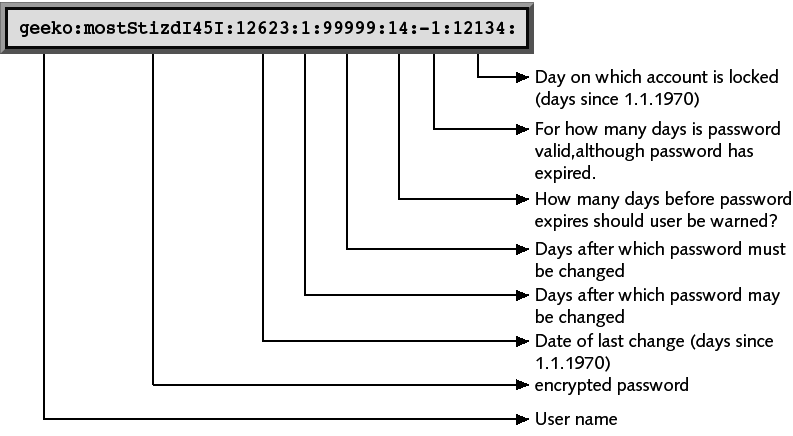 geeko:mostStizdI45I:12623:1:99999:14:-1:12134:
Day on which account is locked
(days since 1.1.1970)
For how many days is password
valid,although password has
expired.
How many days before password
expires should user be warned?
Days after which password must
be changed
Days after which password may
be changed
Date of last change (days since
1.1.1970)
encrypted password
User name